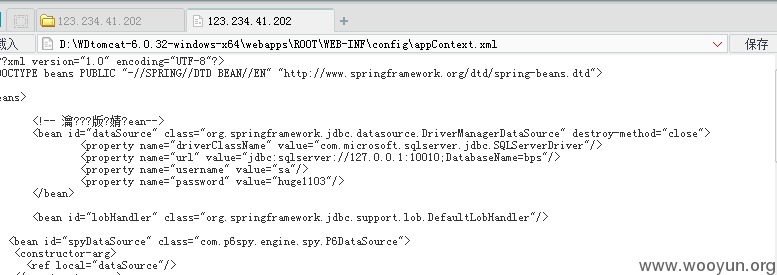 123.234.41.202
123.234.41.202
载入
D:\WDtomcat-6.0.32-windows-x64\webapps\ROOT\WEB-INF\config\appContext.xml
保存
?xml version="1.0" encoding="UTF-8"?>
DOCTYPE beans PUBLIC "-//SPRING//DTD BEAN//EN" "http://www.springframework.org/dtd/spring-beans.dtd">
eans>
<!-- 瀹???版?婧?ean-->
<bean id="dataSource" class="org.springframework.jdbc.datasource.DriverManagerDataSource" destroy-method="close">
<property name="driverClassName" value="com.microsoft.sqlserver.jdbc.SQLServerDriver"/>
<property name="url" value="jdbc:sqlserver://127.0.0.1:10010;DatabaseName=bps"/>
<property name="username" value="sa"/>
<property name="password" value="huge1103"/>
</bean>
<bean id="lobHandler" class="org.springframework.jdbc.support.lob.DefaultLobHandler"/>
<bean id="spyDataSource" class="com.p6spy.engine.spy.P6DataSource">
<constructor-arg>
<ref local="dataSource"/>
www.wooyun.org